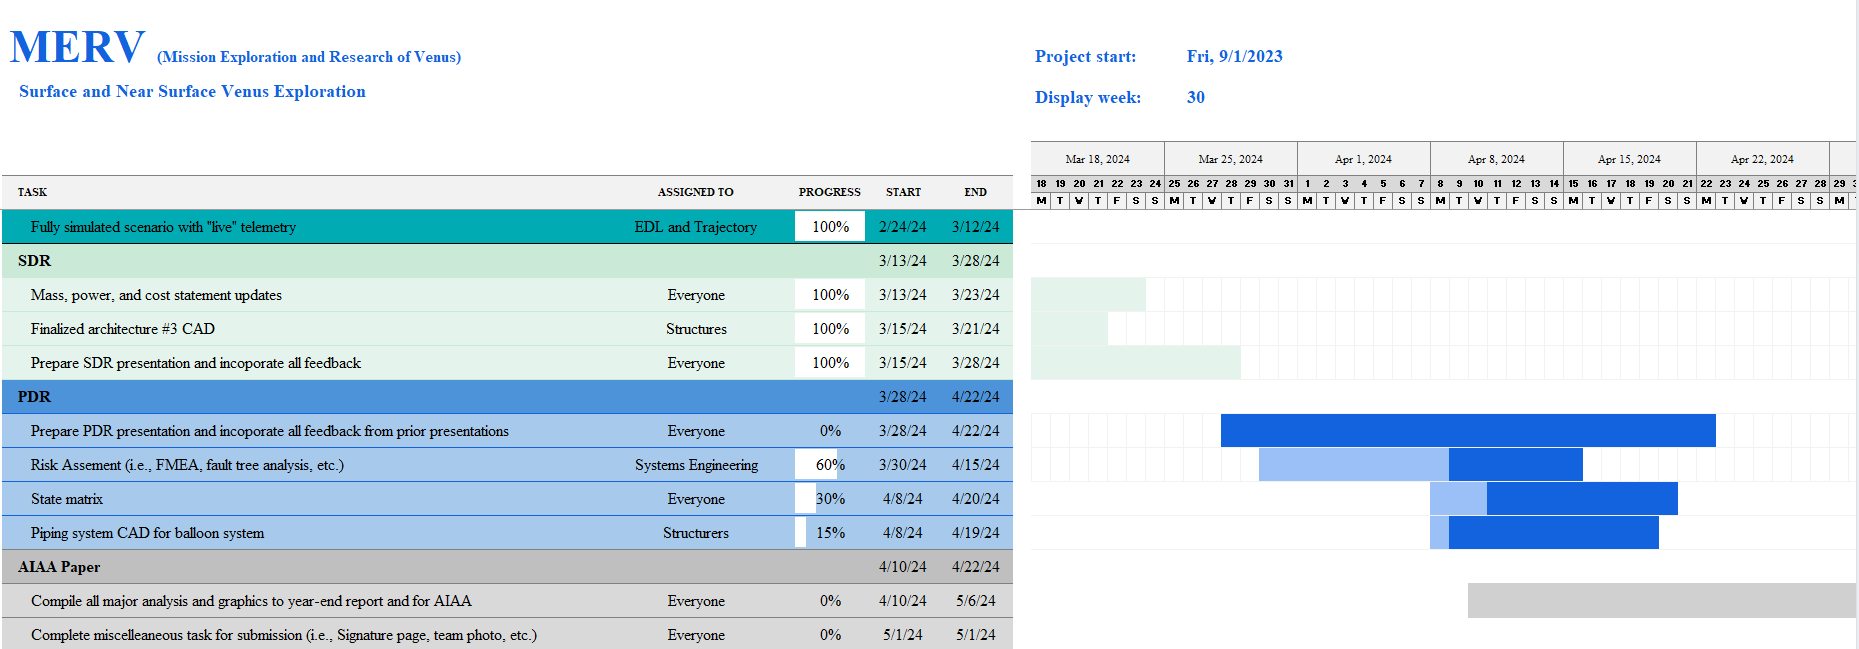 MERV (Mission Exploration and Research of Venus)
Surface and Near Surface Venus Exploration
Project start: Fri, 9/1/2023
Display week: 30
Mar 18, 2024 Mar 25, 2024 Apr 1, 2024 Apr 8, 2024 Apr 15, 2024 Apr 22, 2024
18 19 20 21 22 23 24 25 26 27 28 29 30 31 1 2 3 4 5 6 7 8 9 10 11 12 13 14 15 16 17 18 19 20 21 22 23 24 25 26 27 28 29
M T W T F S S M T W T F S S M T W T F S S M T W T F S S M T W T F S S M T W T F S S M
TASK ASSIGNED TO PROGRESS START END
Fully simulated scenario with "live" telemetry EDL and Trajectory 100% 2/24/24 3/12/24
SDR 3/13/24 3/28/24
Mass, power, and cost statement updates Everyone 100% 3/13/24 3/23/24
Finalized architecture #3 CAD Structures 100% 3/15/24 3/21/24
Prepare SDR presentation and incoporate all feedback Everyone 100% 3/15/24 3/28/24
PDR 3/28/24 4/22/24
Prepare PDR presentation and incoporate all feedback from prior presentations Everyone 0% 3/28/24 4/22/24
Risk Assement (i.e., FMEA, fault tree analysis, etc.) Systems Engineering 60% 3/30/24 4/15/24
State matrix Everyone 30% 4/8/24 4/20/24
Piping system CAD for balloon system Structurers 15% 4/8/24 4/19/24
AIAA Paper 4/10/24 4/22/24
Compile all major analysis and graphics to year-end report and for AIAA Everyone 0% 4/10/24 5/6/24
Complete miscelleaneous task for submission (i.e., Signature page, team photo, etc.) Everyone 0% 5/1/24 5/1/24